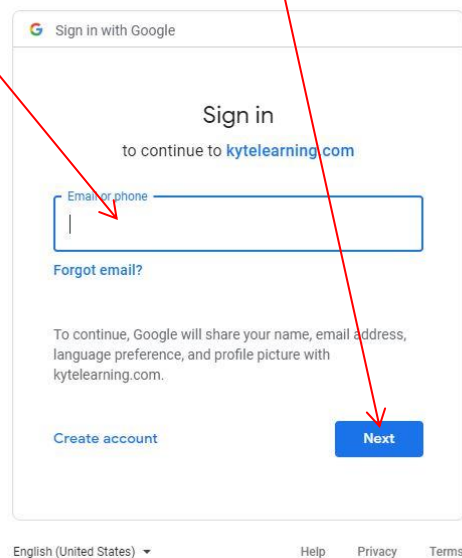 Sign in with Google
Sign in
to continue to kytelearning.com
Email or phone
Forgot email?
To continue, Google will share your name, email address,
language preference, and profile picture with
kytelearning.com.
Create account
Next
English (United States)
Help Privacy Terms